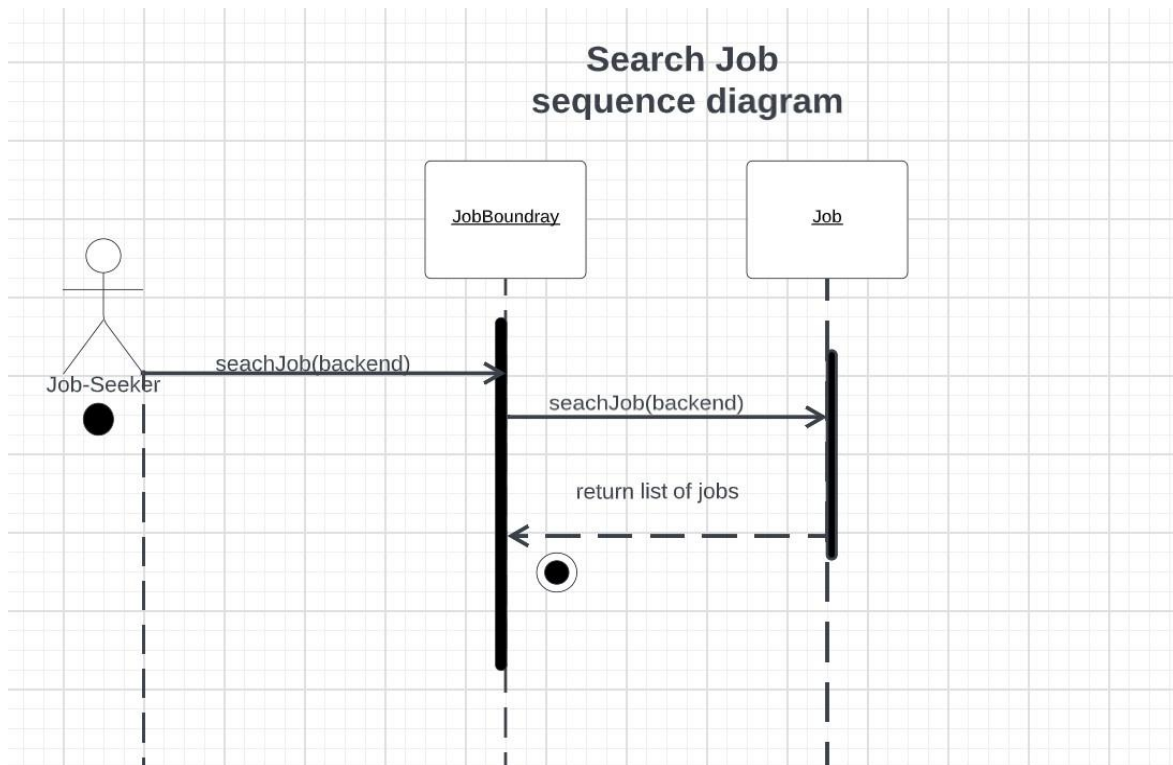 Search Job
sequence diagram
JobBoundray
Job
seachJob(backend)
Job-Seeker
seachJob(backend)
return list of jobs